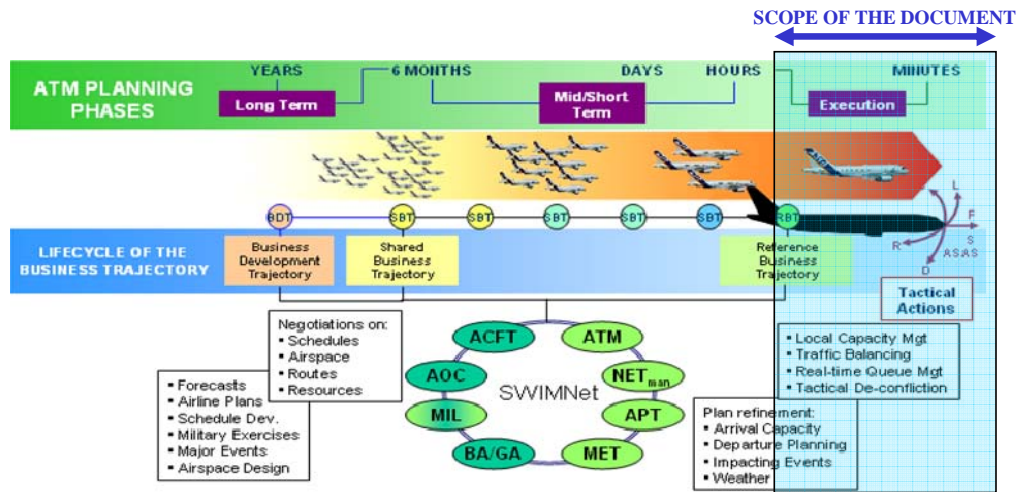 SCOPE OF THE DOCUMENT
ATM PLANNING
PHASES
YEARS
6 MONTHS
DAYS
HOURS
MINUTES
Long Term
Mid/Short
Term
Execution
BDT
SBT
SBT
SBT
SBT
SBT
RBT
LIFECYCLE OF THE
BUSINESS TRAJECTORY
Business
Development
Trajectory
Shared
Business
Trajectory
Reference
Business
Trajectory
L
F
S
ASAS
R
D
Tactical
Actions
Negotiations on:
▪ Schedules
▪ Airspace
▪ Routes
▪ Resources
▪ Forecasts
▪ Airline Plans
▪ Schedule Dev.
▪ Military Exercises
▪ Major Events
▪ Airspace Design
ACFT
ATM
AOC
NETman
SWIMNet
MIL
APT
BA/GA
MET
Plan refinement:
▪ Arrival Capacity
▪ Departure Planning
▪ Impacting Events
▪ Weather
▪ Local Capacity Mgt
▪ Traffic Balancing
▪ Real-time Queue Mgt
▪ Tactical De-confliction